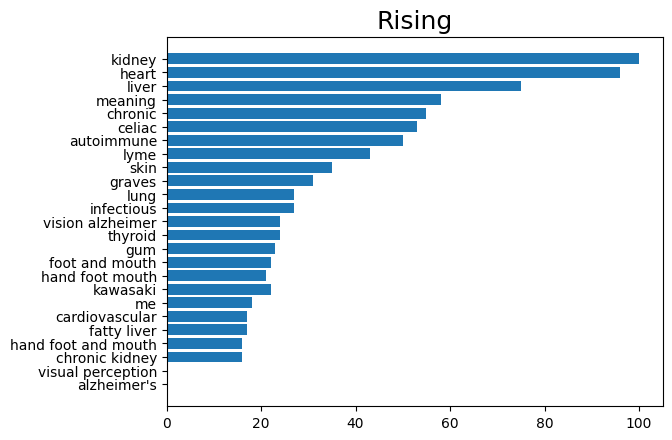 Rising
kidney
heart
liver
meaning
chronic
celiac
autoimmune
lyme
skin
graves
lung
infectious
vision alzheimer
thyroid
gum
foot and mouth
hand foot mouth
kawasaki
me
cardiovascular
fatty liver
hand foot and mouth
chronic kidney
visual perception
alzheimer's
0 20 40 60 80 100